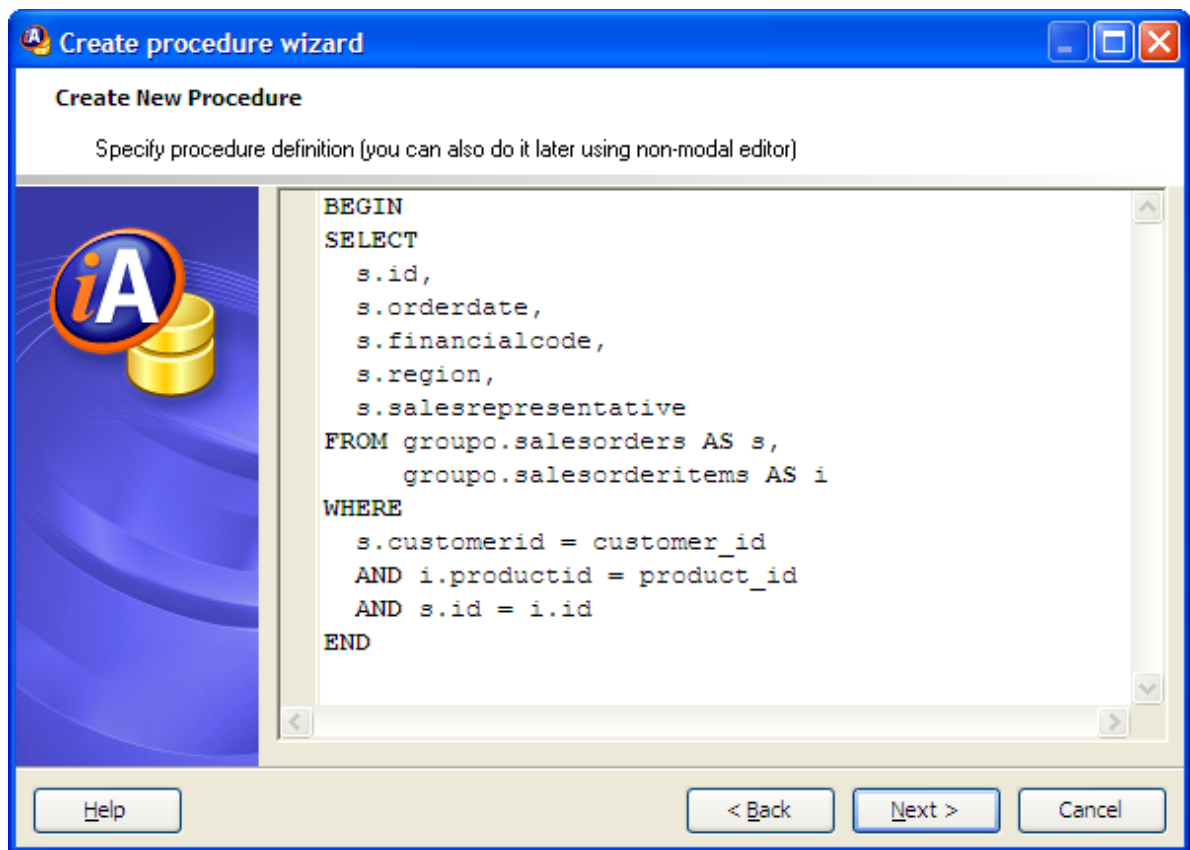 Create procedure wizard
Create New Procedure
Specify procedure definition (you can also do it later using non-modal editor)
iA
BEGIN
SELECT
  s.id,
  s.orderdate,
  s.financialcode,
  s.region,
  s.salesrepresentative
FROM groupo.salesorders AS s,
     groupo.salesorderitems AS i
WHERE
  s.customerid = customer_id
  AND i.productid = product_id
  AND s.id = i.id
END
Help
< Back
Next >
Cancel